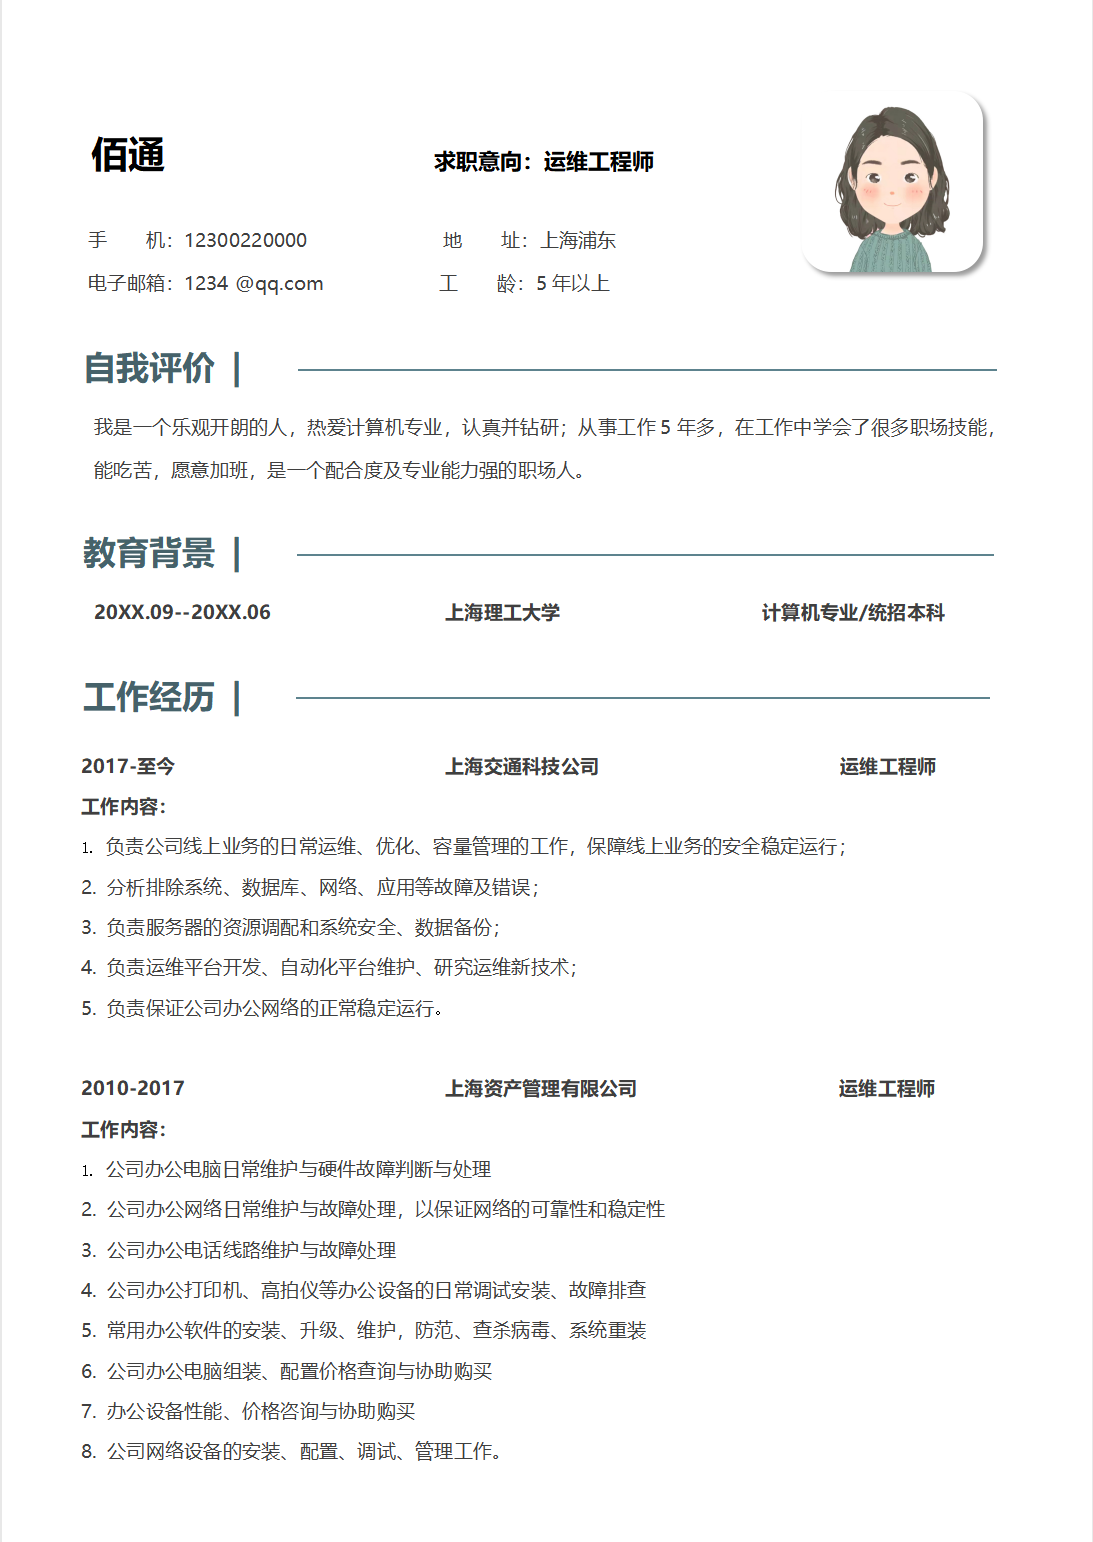 佰通 求职意向：运维工程师
手 机：12300220000 地 址：上海浦东
电子邮箱：1234 @qq.com 工 龄：5 年以上
自我评价 |
我是一个乐观开朗的人，热爱计算机专业，认真并钻研；从事工作 5 年多，在工作中学会了很多职场技能，
能吃苦，愿意加班，是一个配合度及专业能力强的职场人。
教育背景 |
20XX.09--20XX.06 上海理工大学 计算机专业/统招本科
工作经历 |
2017-至今 上海交通科技公司 运维工程师
工作内容：
1. 负责公司线上业务的日常运维、优化、容量管理的工作，保障线上业务的安全稳定运行；
2. 分析排除系统、数据库、网络、应用等故障及错误；
3. 负责服务器的资源调配和系统安全、数据备份；
4. 负责运维平台开发、自动化平台维护、研究运维新技术；
5. 负责保证公司办公网络的正常稳定运行。
2010-2017 上海资产管理有限公司 运维工程师
工作内容：
1. 公司办公电脑日常维护与硬件故障判断与处理
2. 公司办公网络日常维护与故障处理，以保证网络的可靠性和稳定性
3. 公司办公电话线路维护与故障处理
4. 公司办公打印机、高拍仪等办公设备的日常调试安装、故障排查
5. 常用办公软件的安装、升级、维护，防范、查杀病毒、系统重装
6. 公司办公电脑组装、配置价格查询与协助购买
7. 办公设备性能、价格咨询与协助购买
8. 公司网络设备的安装、配置、调试、管理工作。